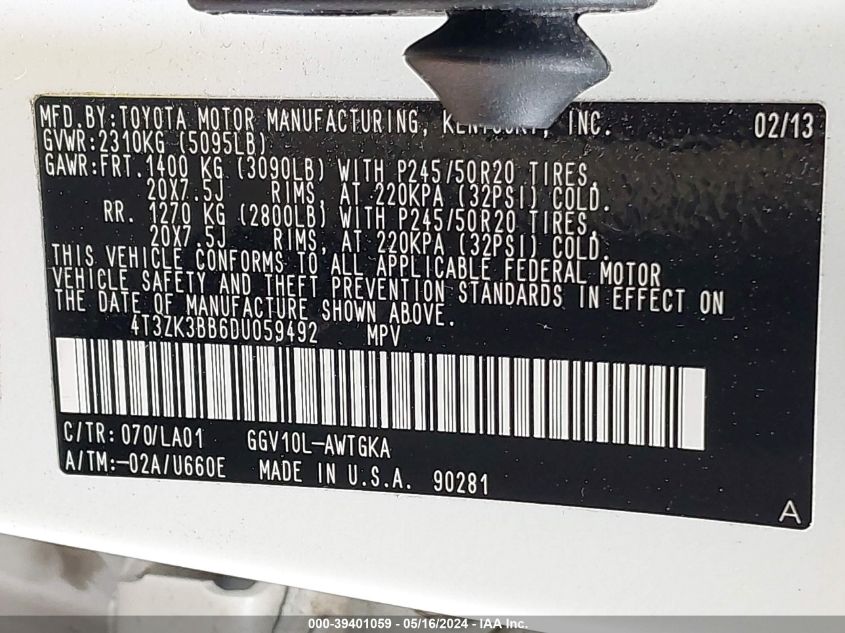 MFD.BY:TOYOTA MOTOR MANUFACTURING, KENTUCKY, INC. 02/13
GVWR:2310KG (5095LB)
GAWR:FRT.1400 KG (3090LB) WITH P245/50R20 TIRES,
20X7.5J RIMS, AT 220KPA (32PSI) COLD.
RR. 1270 KG (2800LB) WITH P245/50R20 TIRES,
20X7.5J RIMS, AT 220KPA (32PSI) COLD.
THIS VEHICLE CONFORMS TO ALL APPLICABLE FEDERAL MOTOR
VEHICLE SAFETY AND THEFT PREVENTION STANDARDS IN EFFECT ON
THE DATE OF MANUFACTURE SHOWN ABOVE.
4T3ZK3BB6DU059492 MPV
C/TR: 070/LA01 GGV10L-AWTGKA
A/TM:-02A/U660E MADE IN U.S.A. 90281
A
000-39401059 - 05/16/2024 - IAA Inc.